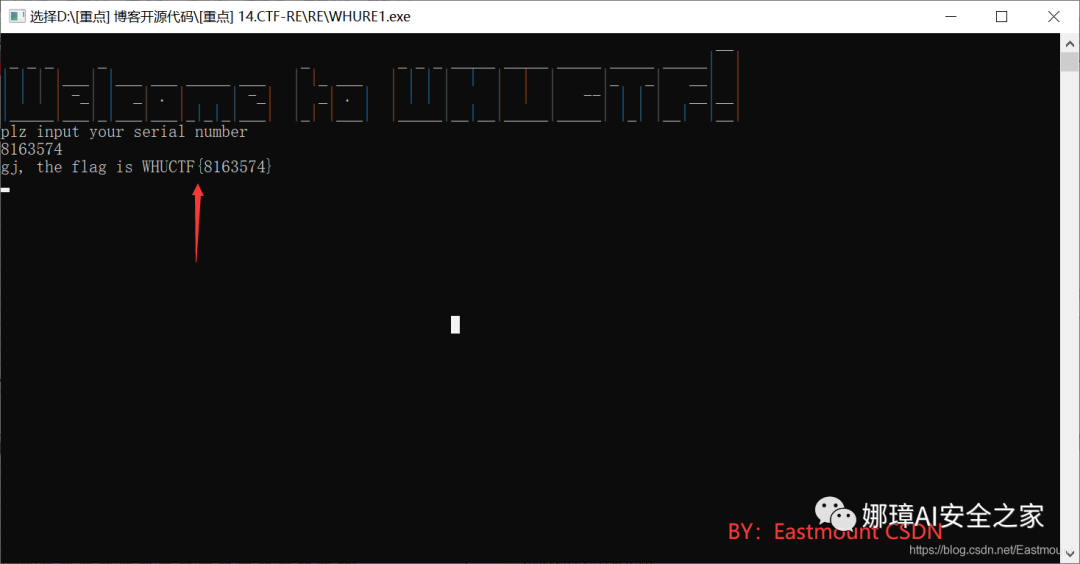 选择D:\[重点] 博客开源代码\[重点] 14.CTF-RE\RE\WHURE1.exe
Welcome to WHUCTF!
plz input your serial number
8163574
gj, the flag is WHUCTF{8163574}
娜璋AI安全之家
BY：Eastmount CSDN
https://blog.csdn.net/Eastmou